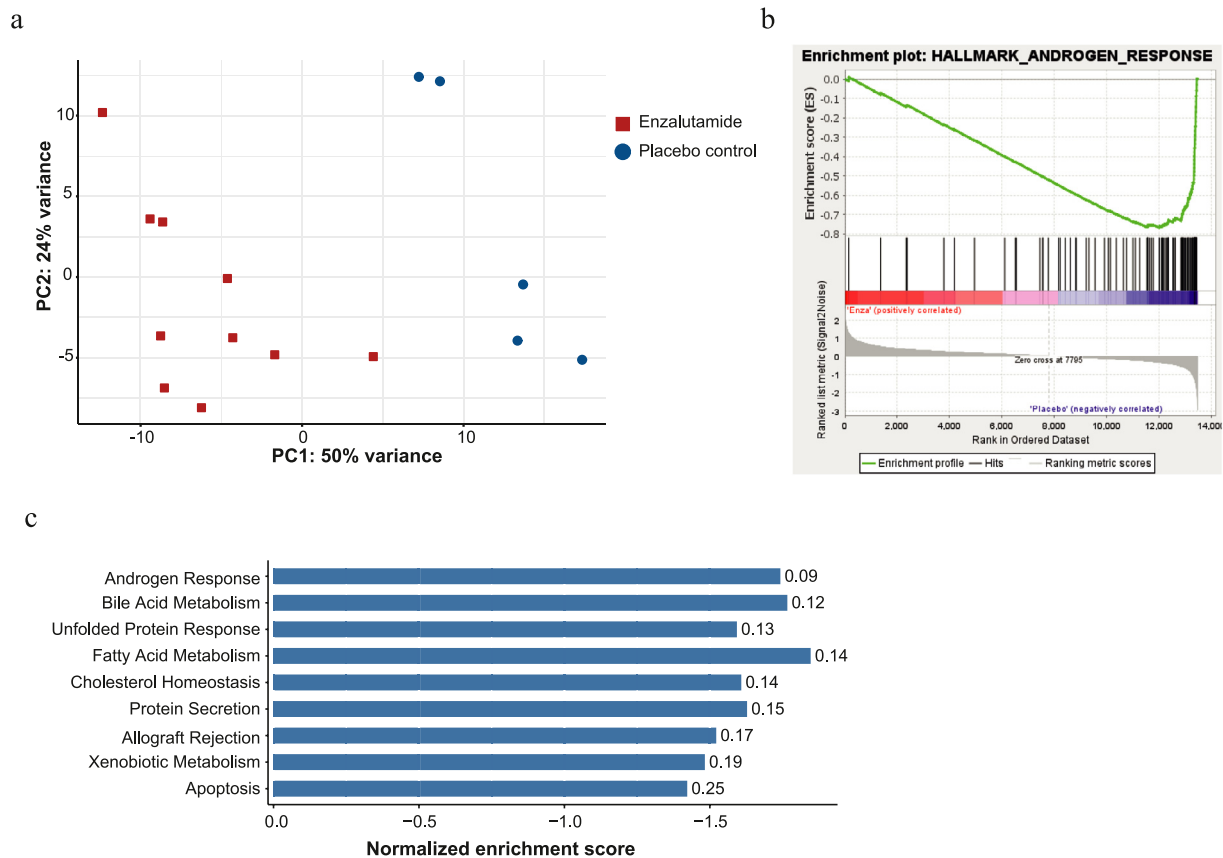 a
10
5
0
-5
-10
0
10
PC2: 24% variance
PC1: 50% variance
Enzalutamide
Placebo control
b
Enrichment plot: HALLMARK_ANDROGEN_RESPONSE
Enrichment score (ES)
0.0
-0.1
-0.2
-0.3
-0.4
-0.5
-0.6
-0.7
-0.8
'Enza' (positively correlated)
Ranked list metric (Signal2Noise)
2
1
0
-1
-2
-3
Zero cross at 7795
'Placebo' (negatively correlated)
0 2,000 4,000 6,000 8,000 10,000 12,000 14,000
Rank in Ordered Dataset
Enrichment profile Hits Ranking metric scores
c
Androgen Response 0.09
Bile Acid Metabolism 0.12
Unfolded Protein Response 0.13
Fatty Acid Metabolism 0.14
Cholesterol Homeostasis 0.14
Protein Secretion 0.15
Allograft Rejection 0.17
Xenobiotic Metabolism 0.19
Apoptosis 0.25
0.0 −0.5 −1.0 −1.5
Normalized enrichment score